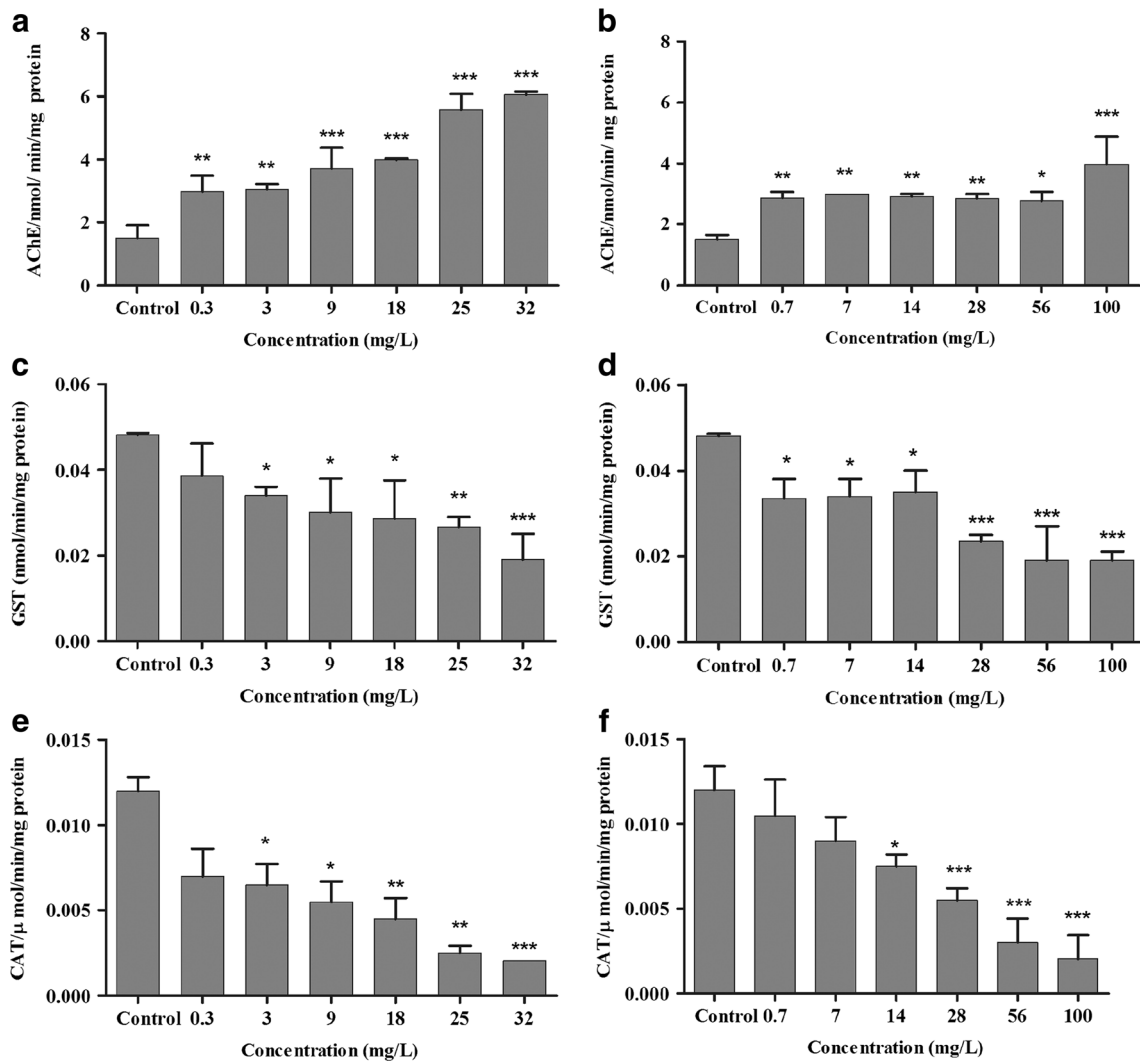 a
AChE/nmol/ min/mg protein
8
6
4
2
0
** ** *** *** *** ***
Control 0.3 3 9 18 25 32
Concentration (mg/L)
b
AChE/nmol/min/ mg protein
8
6
4
2
0
** ** ** ** * ***
Control 0.7 7 14 28 56 100
Concentration (mg/L)
c
GST (nmol/min/mg protein)
0.06
0.04
0.02
0.00
* * * ** ***
Control 0.3 3 9 18 25 32
Concentration (mg/L)
d
GST (nmol/min/mg protein)
0.06
0.04
0.02
0.00
* * * *** *** ***
Control 0.7 7 14 28 56 100
Concentration (mg/L)
e
CAT/μ mol/min/mg protein
0.015
0.010
0.005
0.000
* * ** ** ***
Control 0.3 3 9 18 25 32
Concentration (mg/L)
f
CAT/μ mol/min/mg protein
0.015
0.010
0.005
0.000
* *** *** ***
Control 0.7 7 14 28 56 100
Concentration (mg/L)